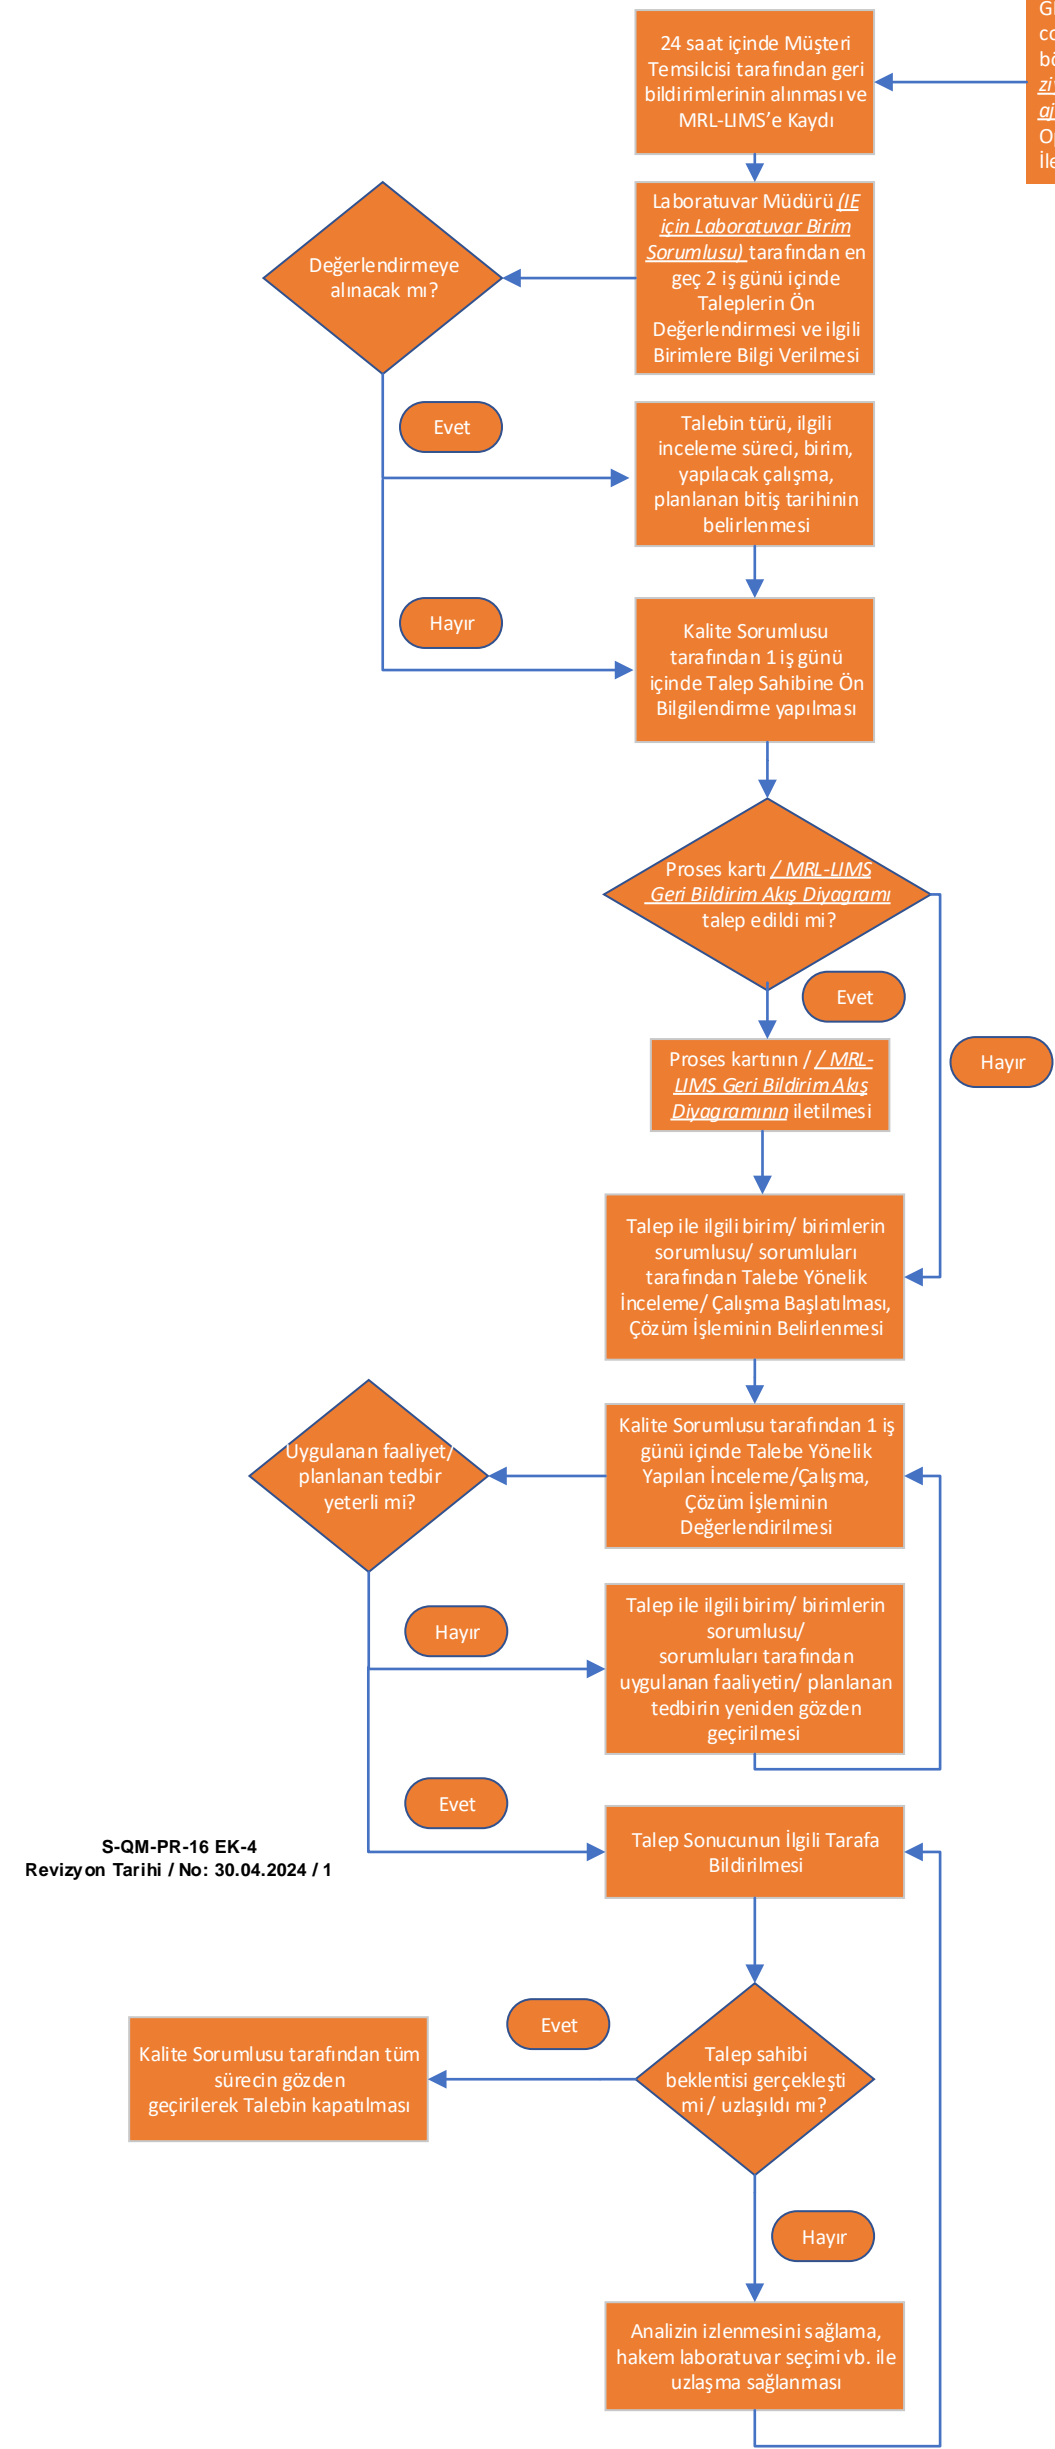 24 saat içinde Müşteri
Temsilcisi tarafından geri
bildirimlerinin alınması ve
MRL-LIMS’e Kaydı
Laboratuvar Müdürü (IE
için Laboratuvar Birim
Sorumlusu) tarafından en
geç 2 iş günü içinde
Taleplerin Ön
Değerlendirmesi ve ilgili
Birimlere Bilgi Verilmesi
Değerlendirmeye
alınacak mı?
Evet
Talebin türü, ilgili
inceleme süreci, birim,
yapılacak çalışma,
planlanan bitiş tarihinin
belirlenmesi
Hayır
Kalite Sorumlusu
tarafından 1 iş günü
içinde Talep Sahibine Ön
Bilgilendirme yapılması
Proses kartı / MRL-LIMS
Geri Bildirim Akış Diyagramı
talep edildi mi?
Evet
Hayır
Proses kartının / / MRL-
LIMS Geri Bildirim Akış
Diyagramının iletilmesi
Talep ile ilgili birim/ birimlerin
sorumlusu/ sorumluları
tarafından Talebe Yönelik
İnceleme/ Çalışma Başlatılması,
Çözüm İşleminin Belirlenmesi
Kalite Sorumlusu tarafından 1 iş
günü içinde Talebe Yönelik
Yapılan İnceleme/Çalışma,
Çözüm İşleminin
Değerlendirilmesi
Uygulanan faaliyet/
planlanan tedbir
yeterli mi?
Hayır
Talep ile ilgili birim/ birimlerin
sorumlusu/
sorumluları tarafından
uygulanan faaliyetin/ planlanan
tedbirin yeniden gözden
geçirilmesi
Evet
Talep Sonucunun İlgili Tarafa
Bildirilmesi
S-QM-PR-16 EK-4
Revizyon Tarihi / No: 30.04.2024 / 1
Talep sahibi
beklentisi gerçekleşti
mi / uzlaşıldı mı?
Evet
Kalite Sorumlusu tarafından tüm
sürecin gözden
geçirilerek Talebin kapatılması
Hayır
Analizin izlenmesini sağlama,
hakem laboratuvar seçimi vb. ile
uzlaşma sağlanması